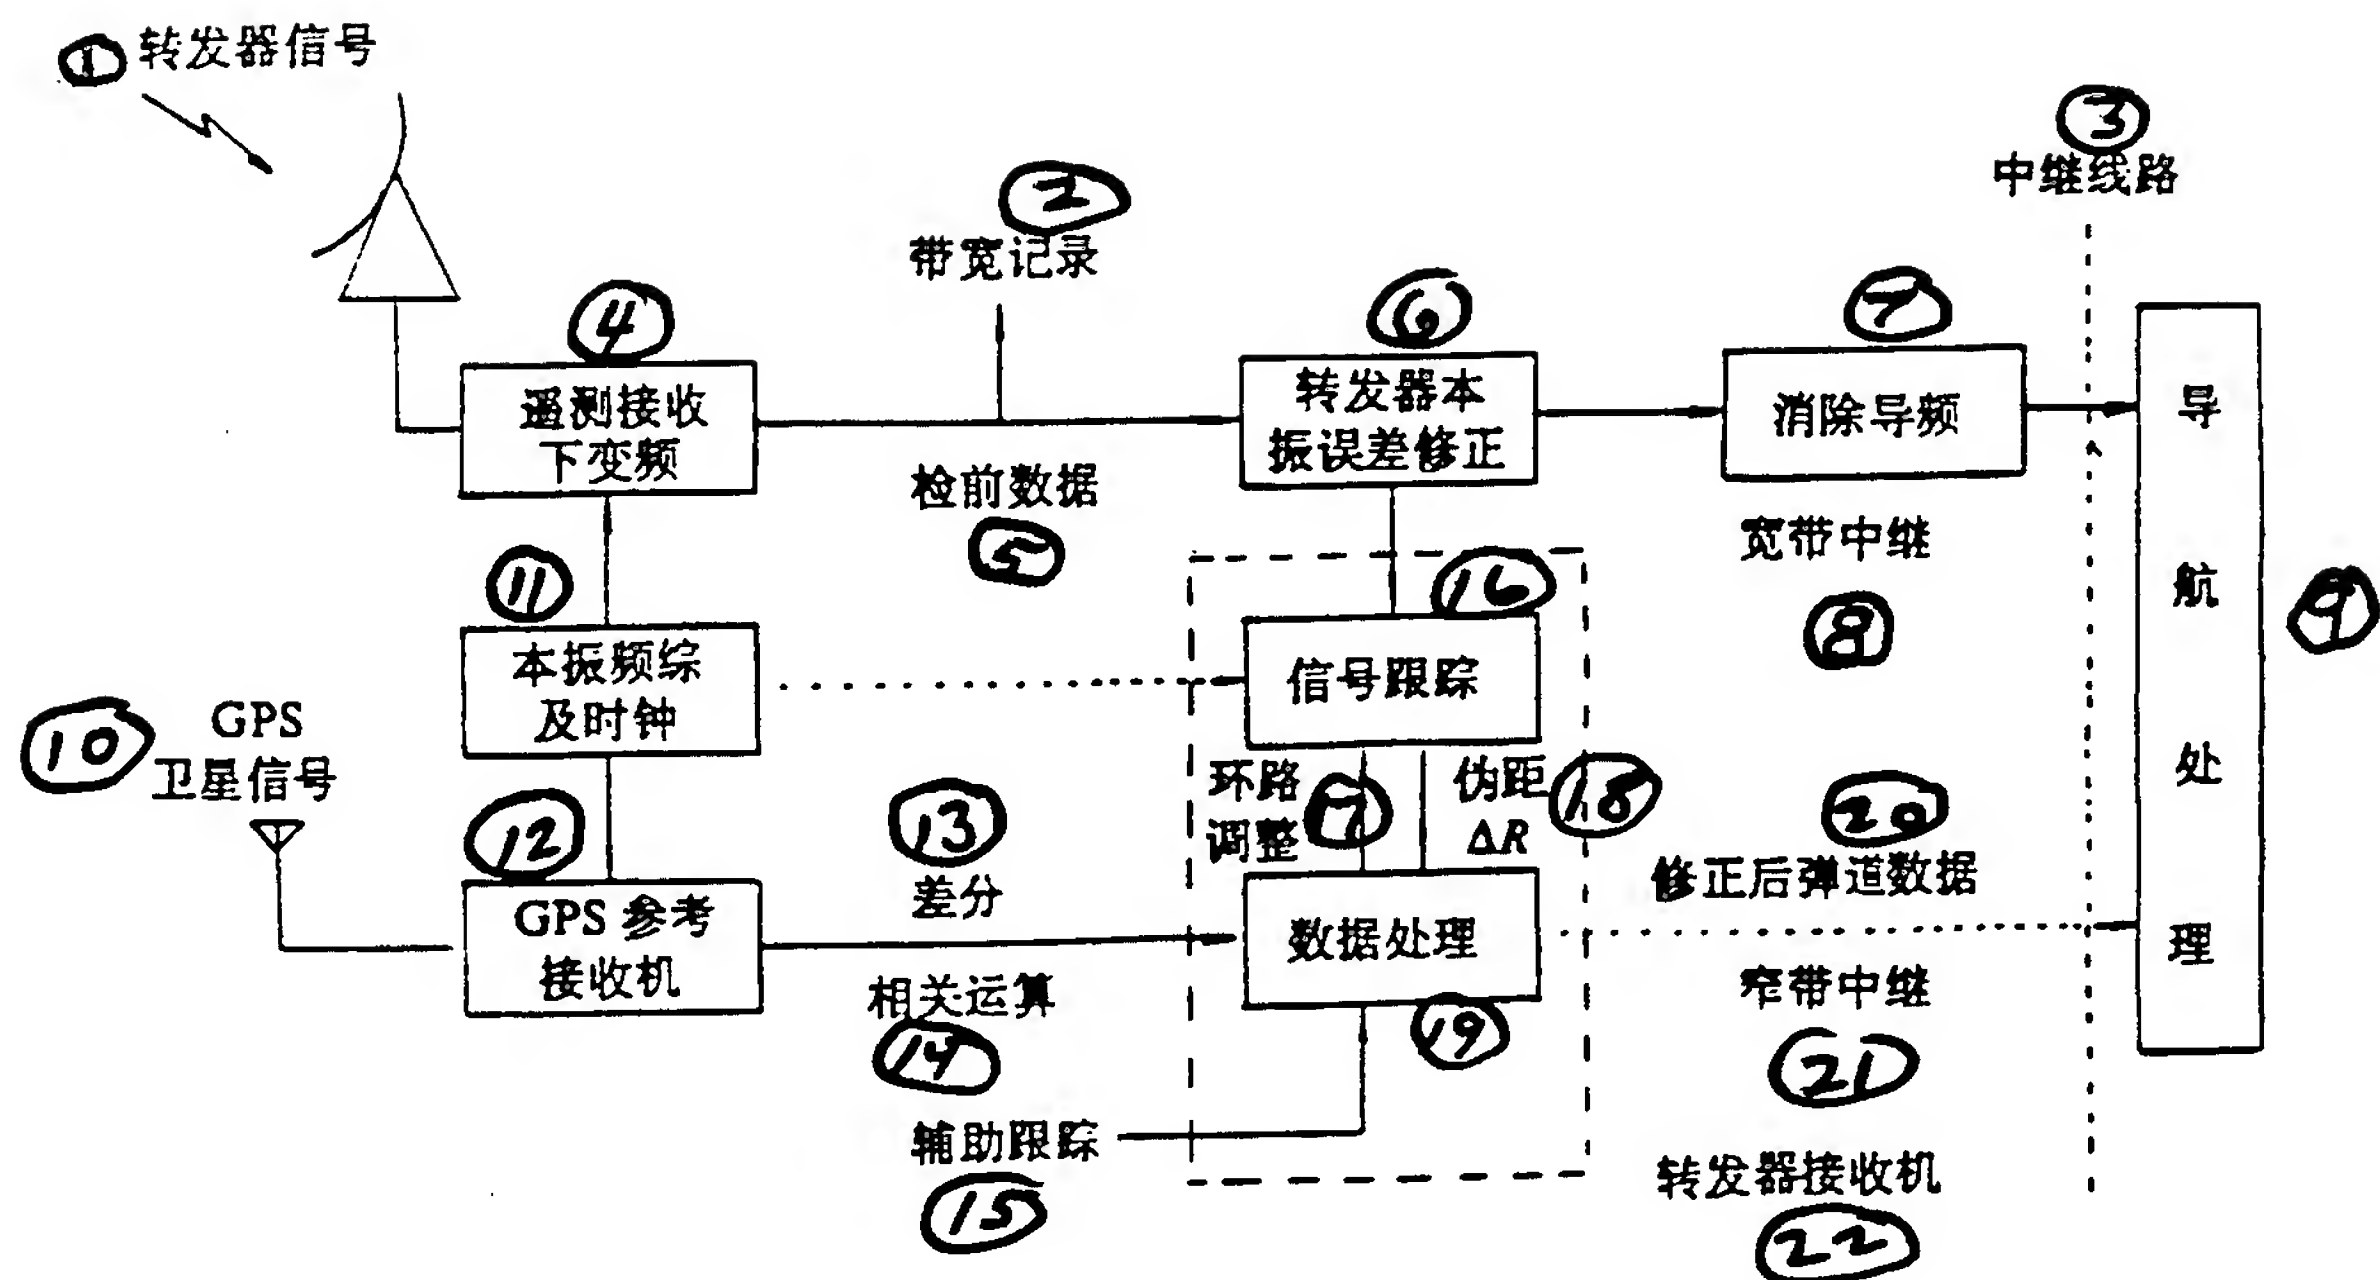 ① 转发器信号
③
中继线路
②
带宽记录
④
遥测接收
下变频
⑥
转发器本
振误差修正
⑦
消除导频
检前数据
⑤
宽带中继
⑧
导
航
处
理
⑨
⑪
本振频综
及时钟
⑯
信号跟踪
⑩
GPS
卫星信号
环路
调整
⑰
伪距
ΔR
⑱
⑫
GPS 参考
接收机
⑬
差分
相关运算
⑭
数据处理
⑲
⑳
修正后弹道数据
窄带中继
㉑
辅助跟踪
⑮
转发器接收机
㉒